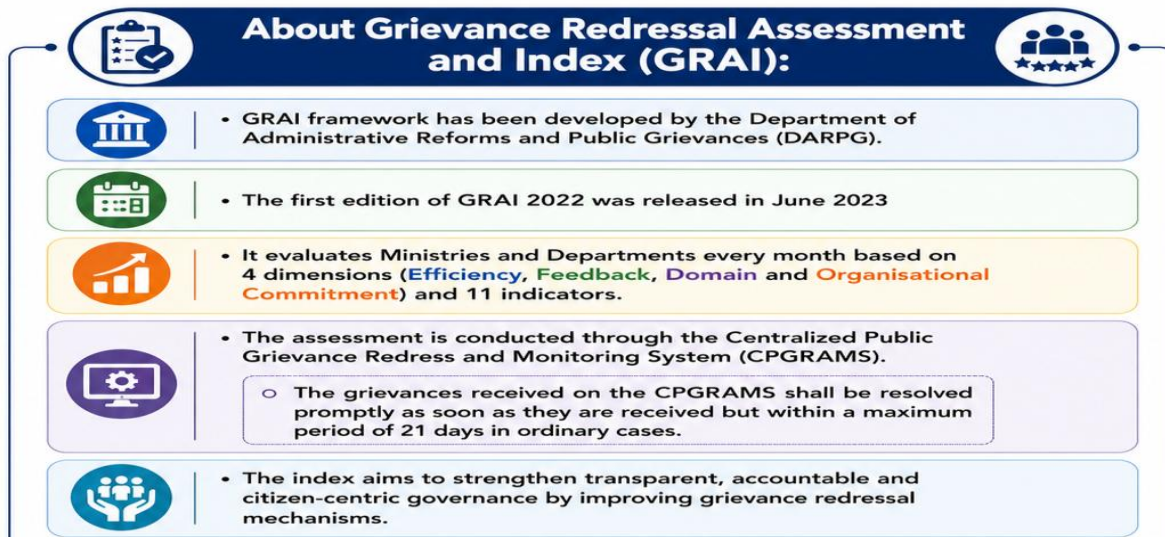 About Grievance Redressal Assessment
and Index (GRAI):
• GRAI framework has been developed by the Department of
Administrative Reforms and Public Grievances (DARPG).
• The first edition of GRAI 2022 was released in June 2023
• It evaluates Ministries and Departments every month based on
4 dimensions (Efficiency, Feedback, Domain and Organisational
Commitment) and 11 indicators.
• The assessment is conducted through the Centralized Public
Grievance Redress and Monitoring System (CPGRAMS).
○ The grievances received on the CPGRAMS shall be resolved
promptly as soon as they are received but within a maximum
period of 21 days in ordinary cases.
• The index aims to strengthen transparent, accountable and
citizen-centric governance by improving grievance redressal
mechanisms.